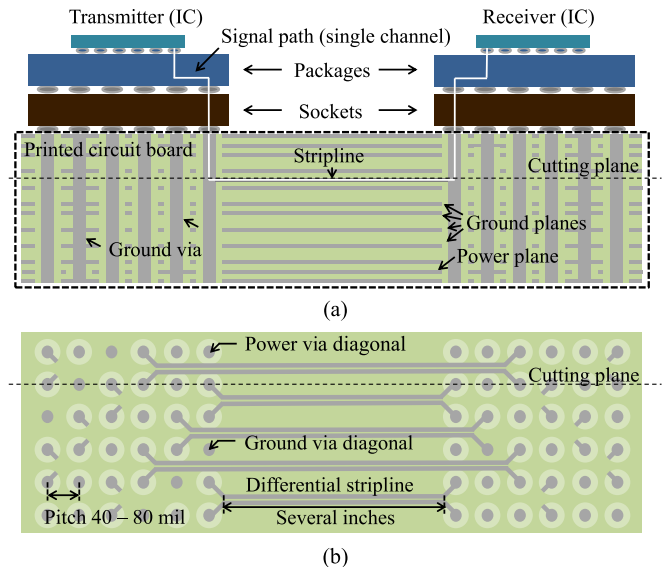 Transmitter (IC)
Receiver (IC)
Signal path (single channel)
Packages
Sockets
Printed circuit board
Stripline
Cutting plane
Ground via
Ground planes
Power plane
(a)
Power via diagonal
Cutting plane
Ground via diagonal
Differential stripline
Pitch 40 – 80 mil
Several inches
(b)